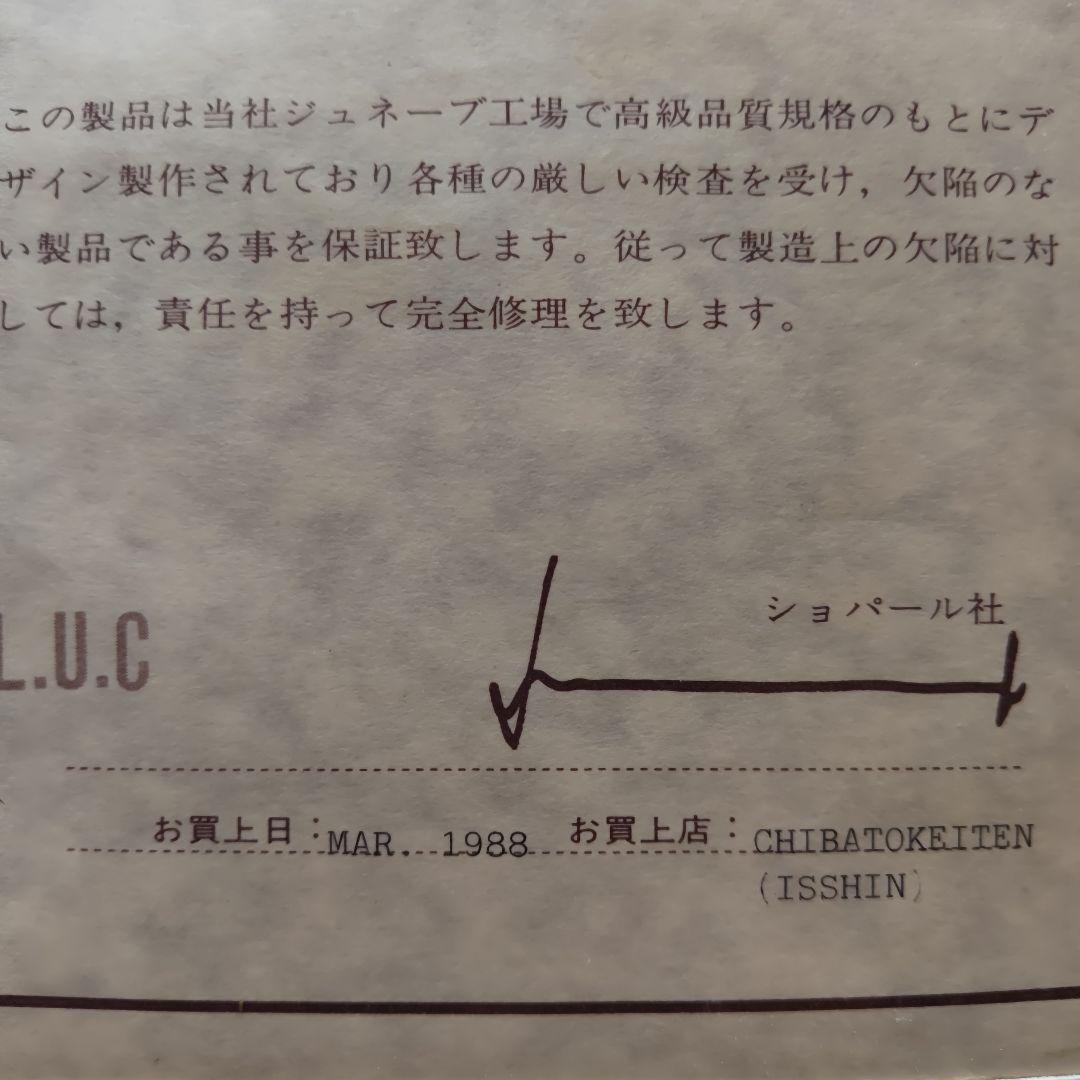 この製品は当社ジュネーブ工場で高級品質規格のもとにデ
ザイン製作されており各種の厳しい検査を受け，欠陥のな
い製品である事を保証致します。従って製造上の欠陥に対
しては，責任を持って完全修理を致します。
ショパール社
L.U.C
お買上日：MAR. 1988 お買上店：CHIBATOKEITEN
(ISSHIN)